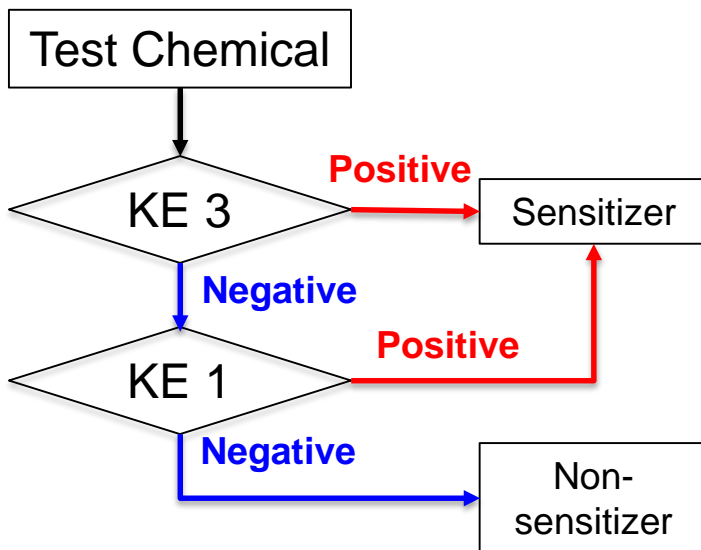 Test Chemical
KE 3
Positive
Sensitizer
Negative
KE 1
Positive
Negative
Non-
sensitizer